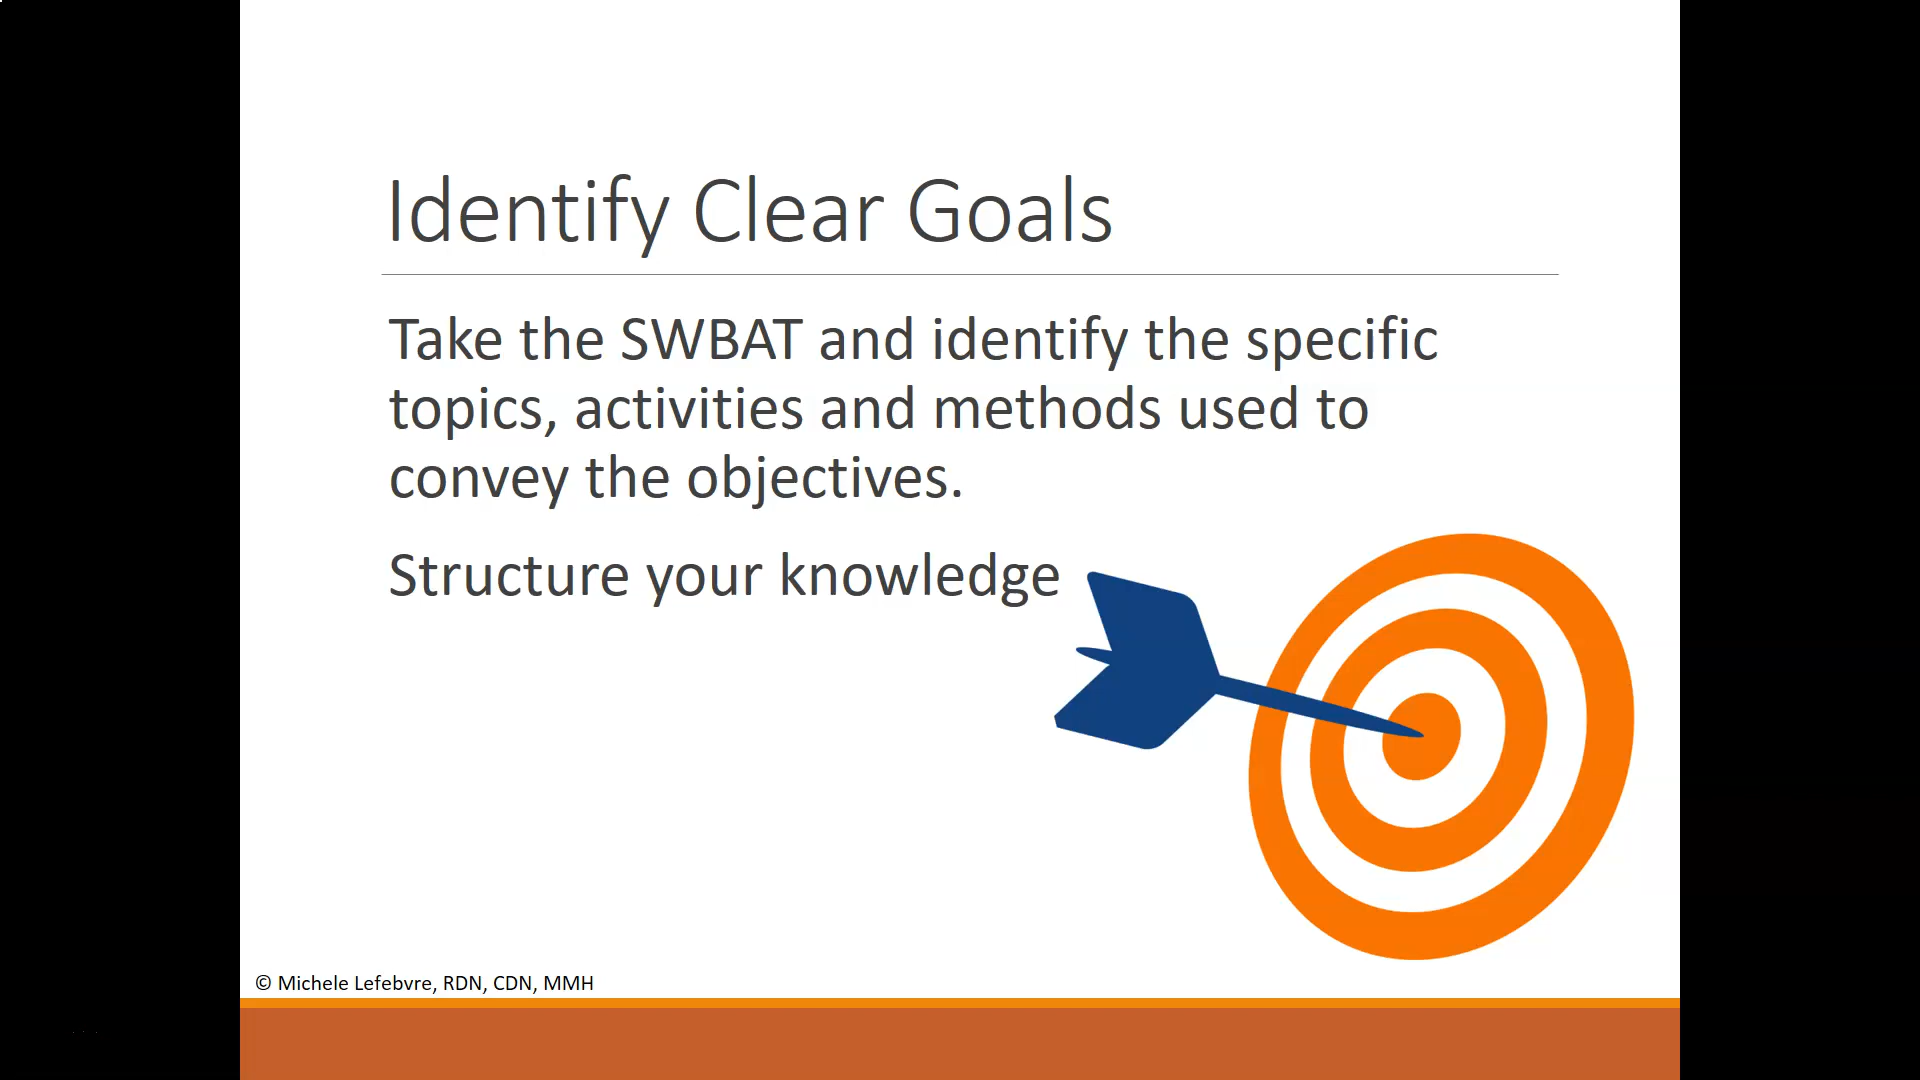 Identify Clear Goals
Take the SWBAT and identify the specific
topics, activities and methods used to
convey the objectives.
Structure your knowledge
© Michele Lefebvre, RDN, CDN, MMH